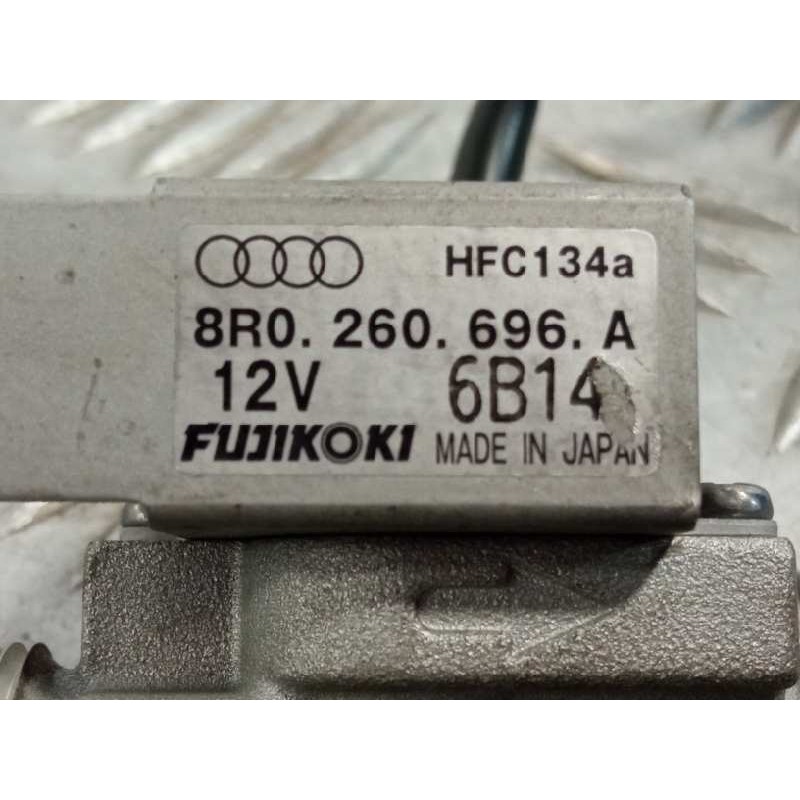 HFC134a
8R0. 260. 696. A
12V 6B14
FUJIKOKI MADE IN JAPAN